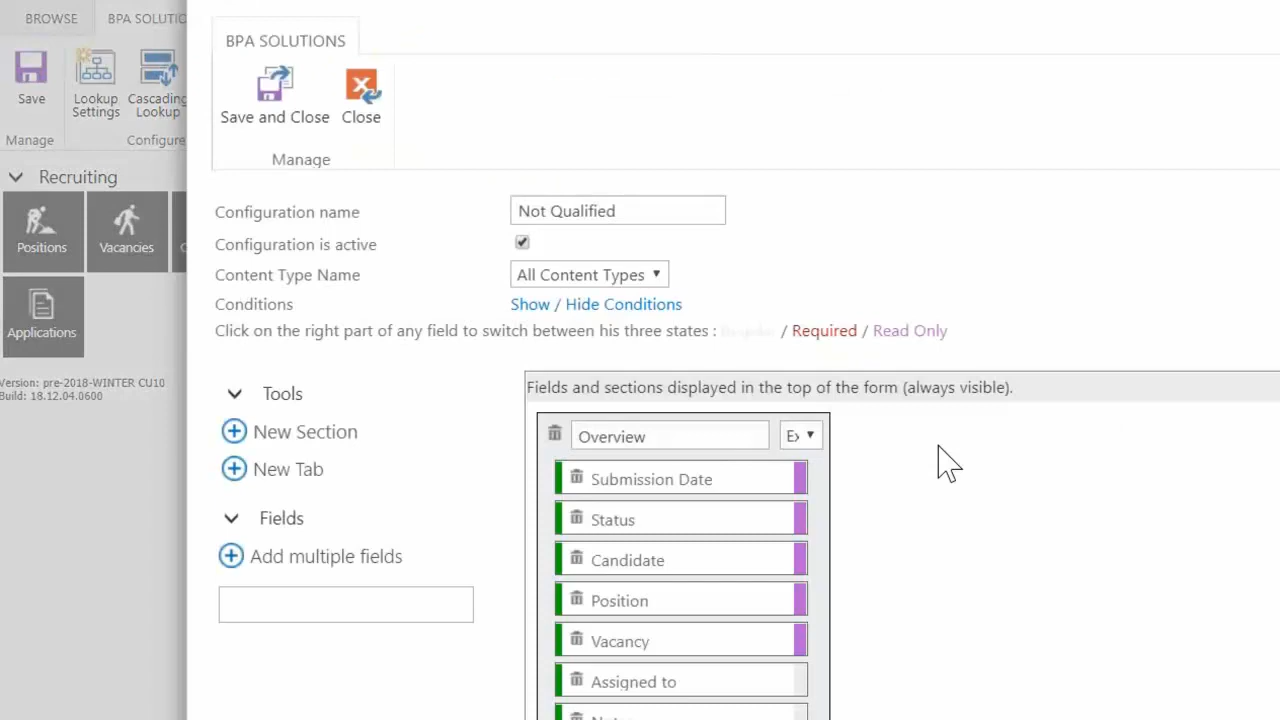 BROWSE
BPA SOLUTIO
Save
Lookup
Settings
Cascading
Lookup
Manage
Configure
Recruiting
Positions
Vacancies
Applications
Version: pre-2018-WINTER CU10
Build: 18.12.04.0600
BPA SOLUTIONS
Save and Close
Close
Manage
Configuration name
Not Qualified
Configuration is active
Content Type Name
All Content Types
Conditions
Show / Hide Conditions
Click on the right part of any field to switch between his three states : Regular / Required / Read Only
Tools
New Section
New Tab
Fields
Add multiple fields
Fields and sections displayed in the top of the form (always visible).
Overview
Ex
Submission Date
Status
Candidate
Position
Vacancy
Assigned to